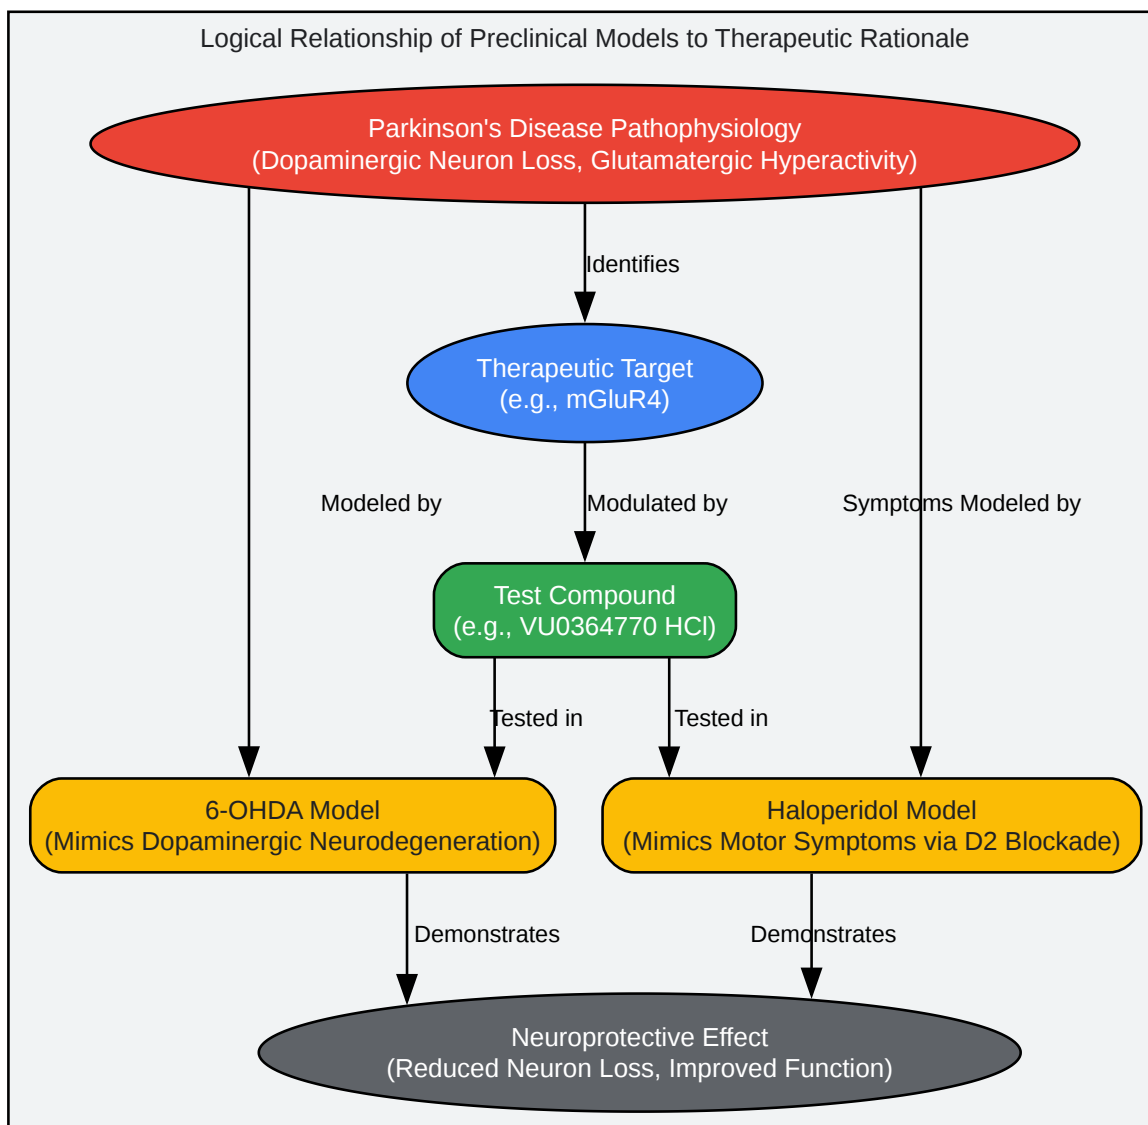 Logical Relationship of Preclinical Models to Therapeutic Rationale
Parkinson's Disease Pathophysiology
(Dopaminergic Neuron Loss, Glutamatergic Hyperactivity)
Identifies
Therapeutic Target
(e.g., mGluR4)
Modeled by
Modulated by
Symptoms Modeled by
Test Compound
(e.g., VU0364770 HCl)
Tested in
Tested in
6-OHDA Model
(Mimics Dopaminergic Neurodegeneration)
Haloperidol Model
(Mimics Motor Symptoms via D2 Blockade)
Demonstrates
Demonstrates
Neuroprotective Effect
(Reduced Neuron Loss, Improved Function)